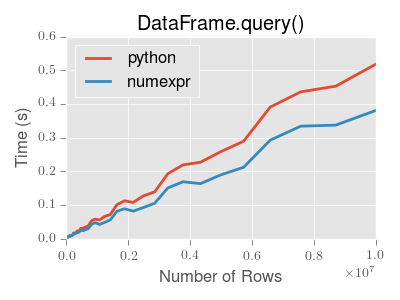 DataFrame.query()
python
numexpr
Time (s)
0.6
0.5
0.4
0.3
0.2
0.1
0.0
0.0 0.2 0.4 0.6 0.8 1.0
×10⁷
Number of Rows